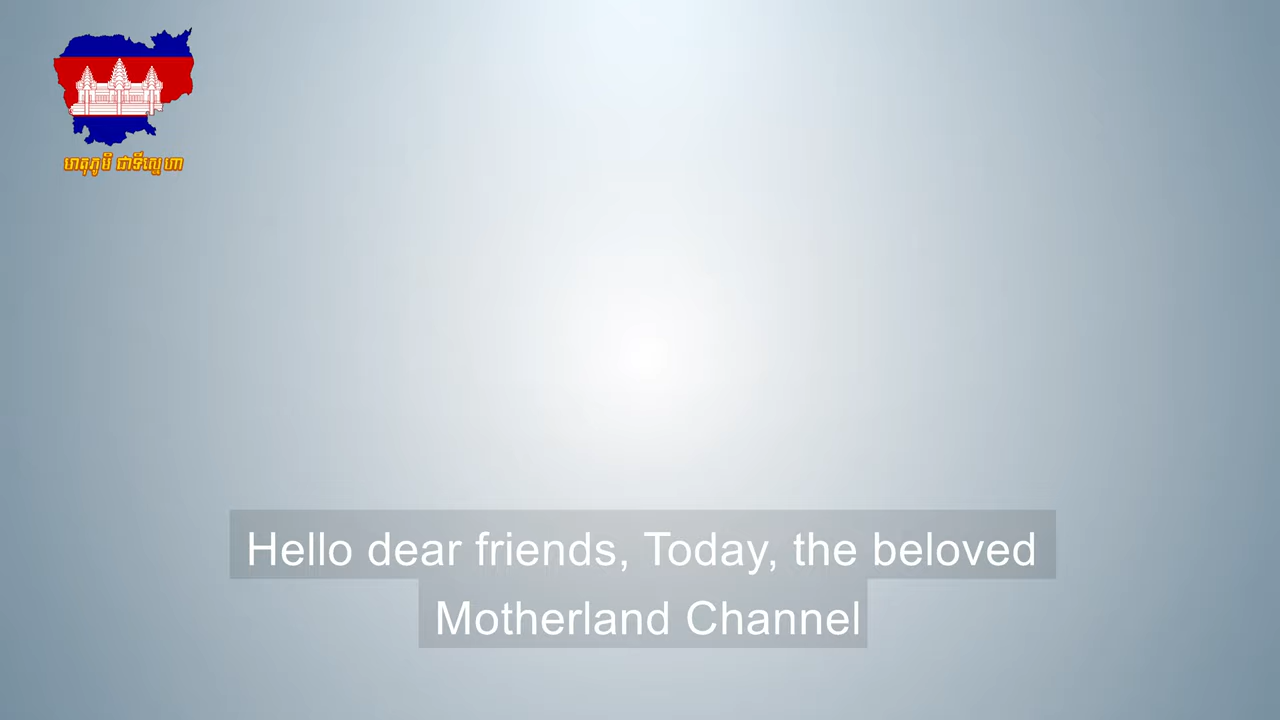 មាតុភូមិ ជាទីស្នេហា
Hello dear friends, Today, the beloved
Motherland Channel